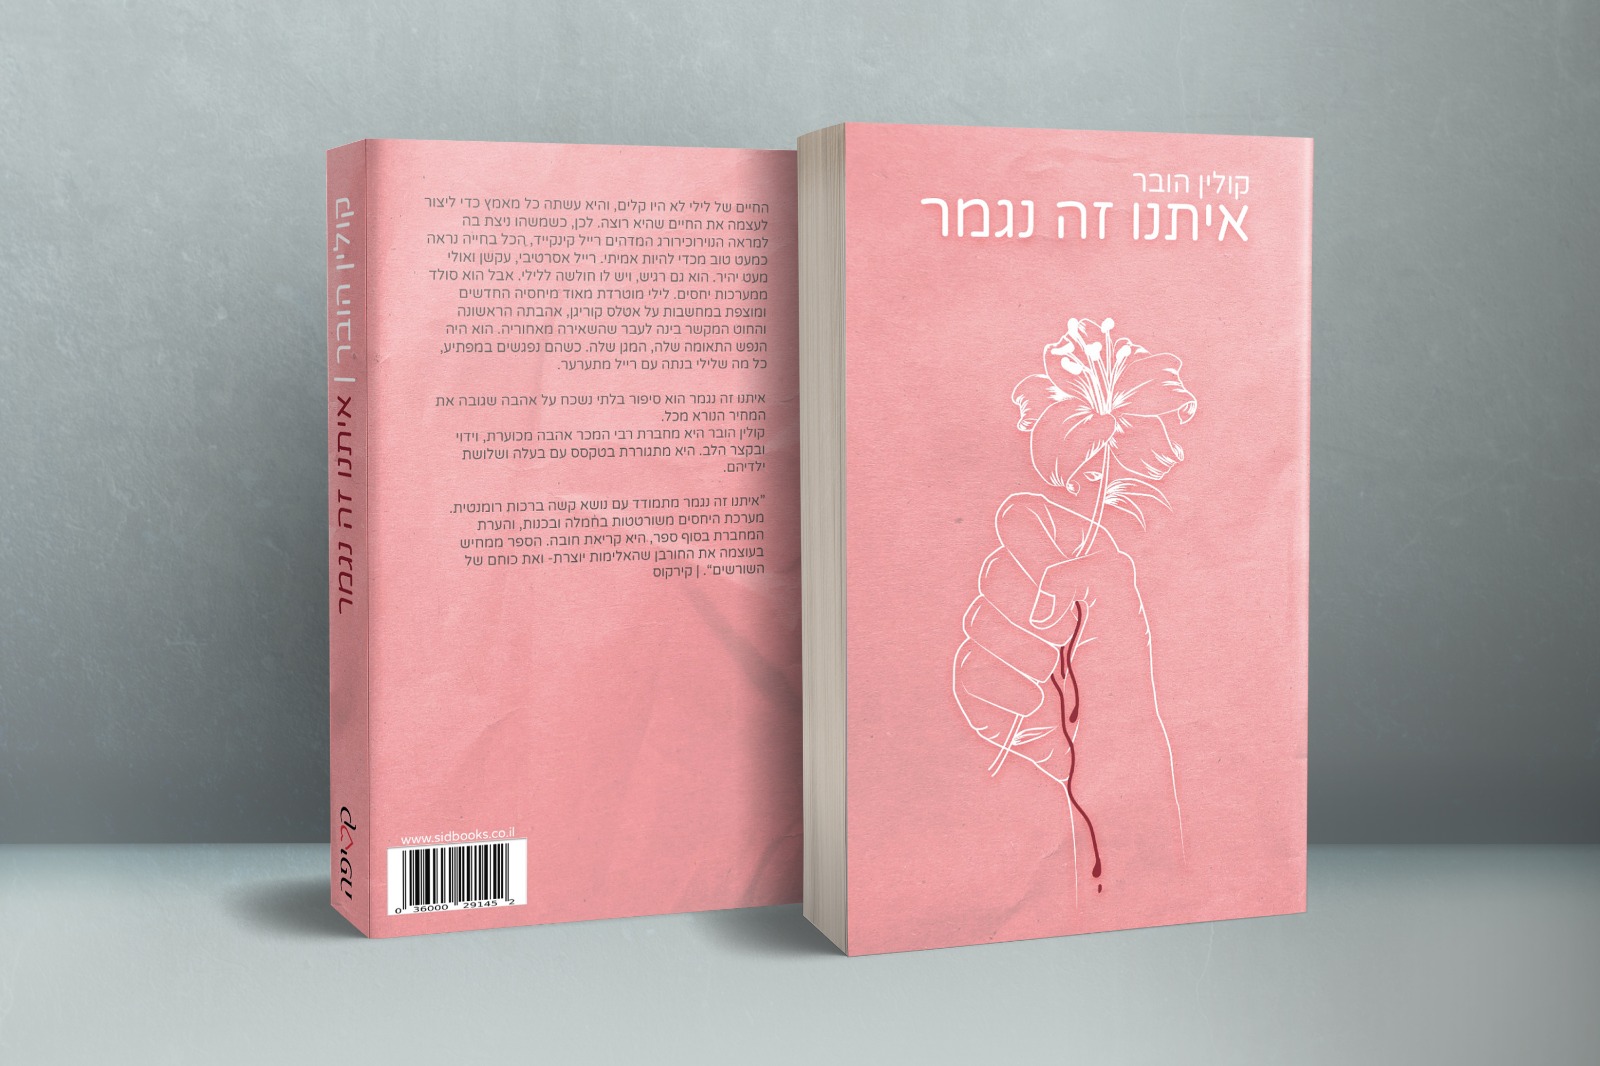 קולין הובר
איתנו זה נגמר
החיים של לילי לא היו קלים, והיא עשתה כל מאמץ כדי ליצור
לעצמה את החיים שהיא רוצה. לכן, כשמשהו ניצת בה
למראה הנוירוכירורג המדהים רייל קינקייד, הכל בחייה נראה
כמעט טוב מכדי להיות אמיתי. רייל אסרטיבי, עקשן ואולי
מעט יהיר. הוא גם רגיש, ויש לו חולשה ללילי. אבל הוא סולד
ממערכות יחסים. לילי מוטרדת מאוד מיחסיה החדשים
ומוצפת במחשבות על אטלס קוריגן, אהבתה הראשונה
והחוט המקשר בינה לעבר שהשאירה מאחוריה. הוא היה
הנפש התאומה שלה, המגן שלה. כשהם נפגשים במפתיע,
כל מה שלילי בנתה עם רייל מתערער.
איתנו זה נגמר הוא סיפור בלתי נשכח על אהבה שגובה את
המחיר הנורא מכל.
קולין הובר היא מחברת רבי המכר אהבה מכוערת, וידוי
ובקצר הלב. היא מתגוררת בטקסס עם בעלה ושלושת
ילדיהם.
"איתנו זה נגמר מתמודד עם נושא קשה ברכות רומנטית.
מערכת היחסים משורטטות בחמלה ובכנות, והערת
המחברת בסוף ספר, היא קריאת חובה. הספר ממחיש
בעוצמה את החורבן שהאלימות יוצרת- ואת כוחם של
השורשים". | קירקוס
www.sidbooks.co.il
0 36000 29145 2
קולין הובר | איתנו זה נגמר
קטיפה